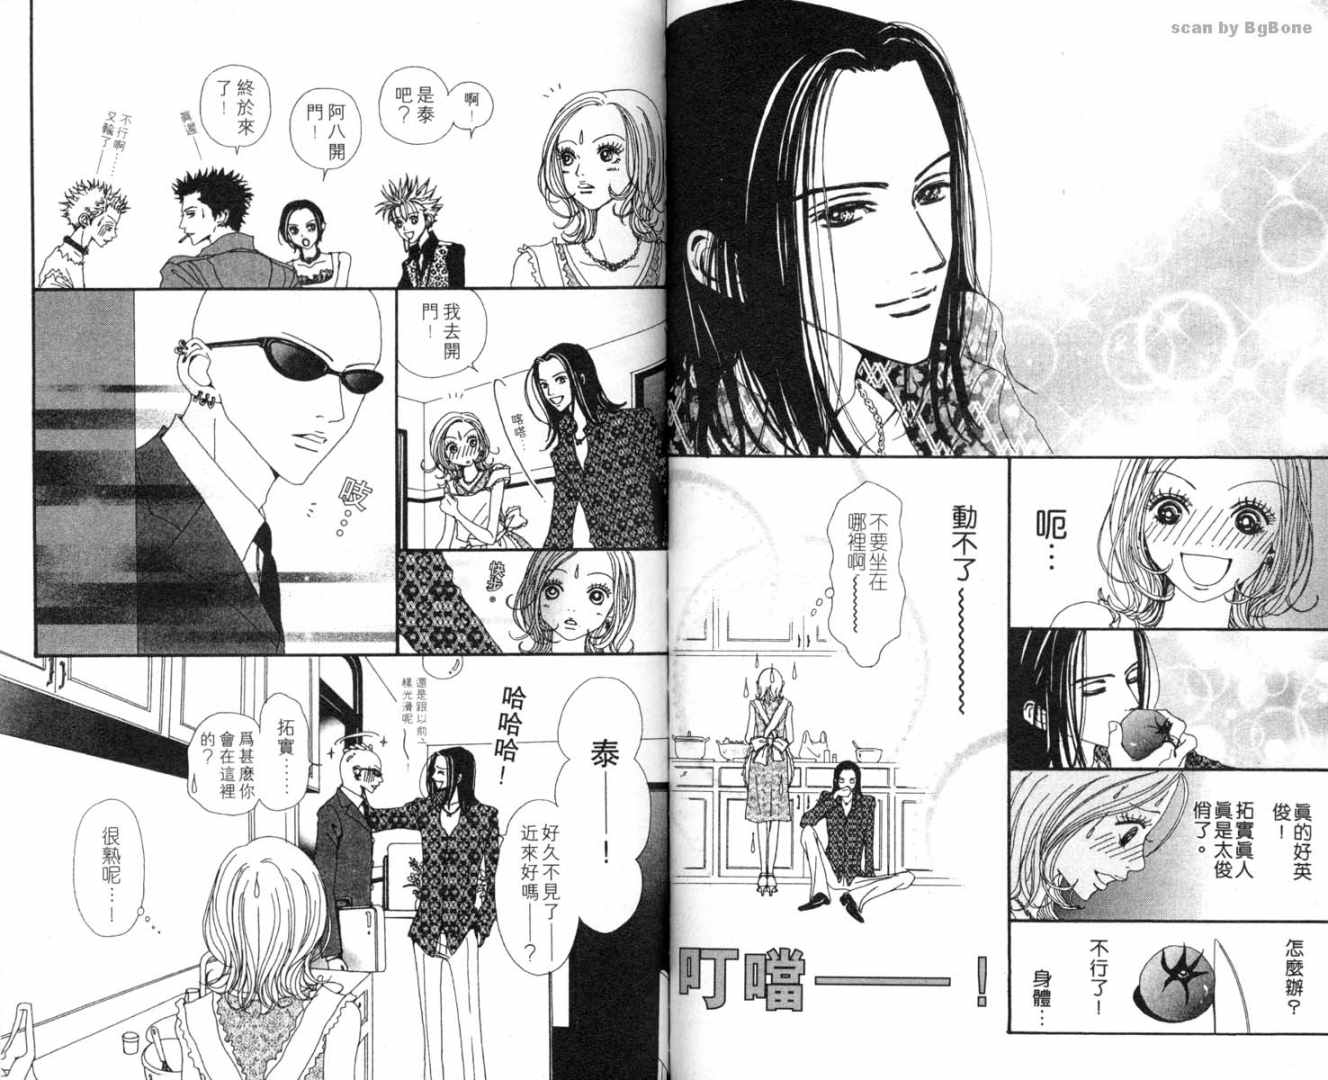 scan by BgBone
呃…
真的好英
俊！
拓實真人
真是太俊
俏了。
怎麼辦？
不行了！
身體…
動不了~~~~
不要坐在
哪裡啊~~~~
叮噹——！
啊！
是泰
吧？
阿八開
門！
終於來
了！
真遜
不行啊……
又輸了——
我去開
門！
喀嗒…
吱…
快步。
泰——！
好久不見了——
近來好嗎——？
哈哈哈！
還是跟以前一
樣光滑呢
拓實……
爲甚麼你
會在這裡
的？
很熟呢…！